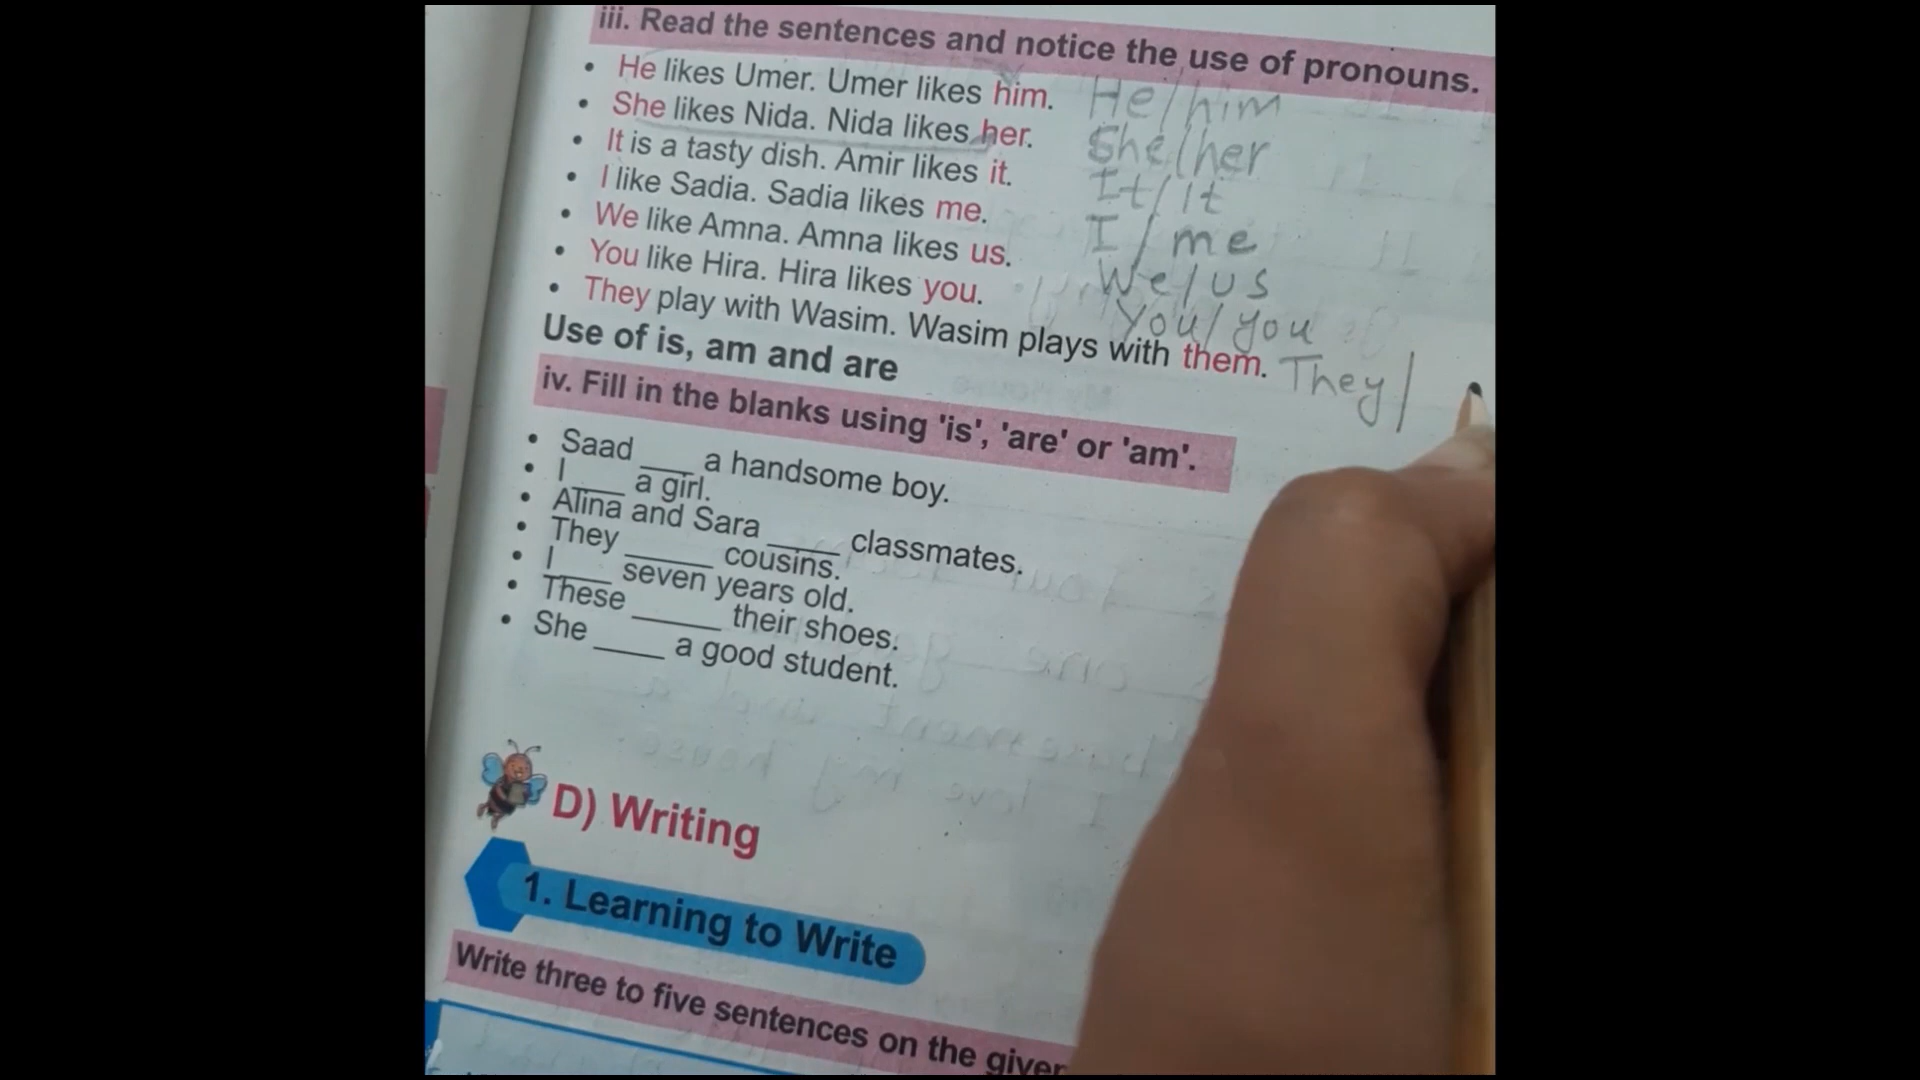 iii. Read the sentences and notice the use of pronouns.
• He likes Umer. Umer likes him. He/him
• She likes Nida. Nida likes her. She/her
• It is a tasty dish. Amir likes it. It/It
• I like Sadia. Sadia likes me. I/me
• We like Amna. Amna likes us. We/us
• You like Hira. Hira likes you. You/you
• They play with Wasim. Wasim plays with them. They/
Use of is, am and are
iv. Fill in the blanks using 'is', 'are' or 'am'.
• Saad ___ a handsome boy.
• I ___ a girl.
• Alina and Sara ____ classmates.
• They _____ cousins.
• I ____ seven years old.
• These _____ their shoes.
• She ____ a good student.
D) Writing
1. Learning to Write
Write three to five sentences on the given